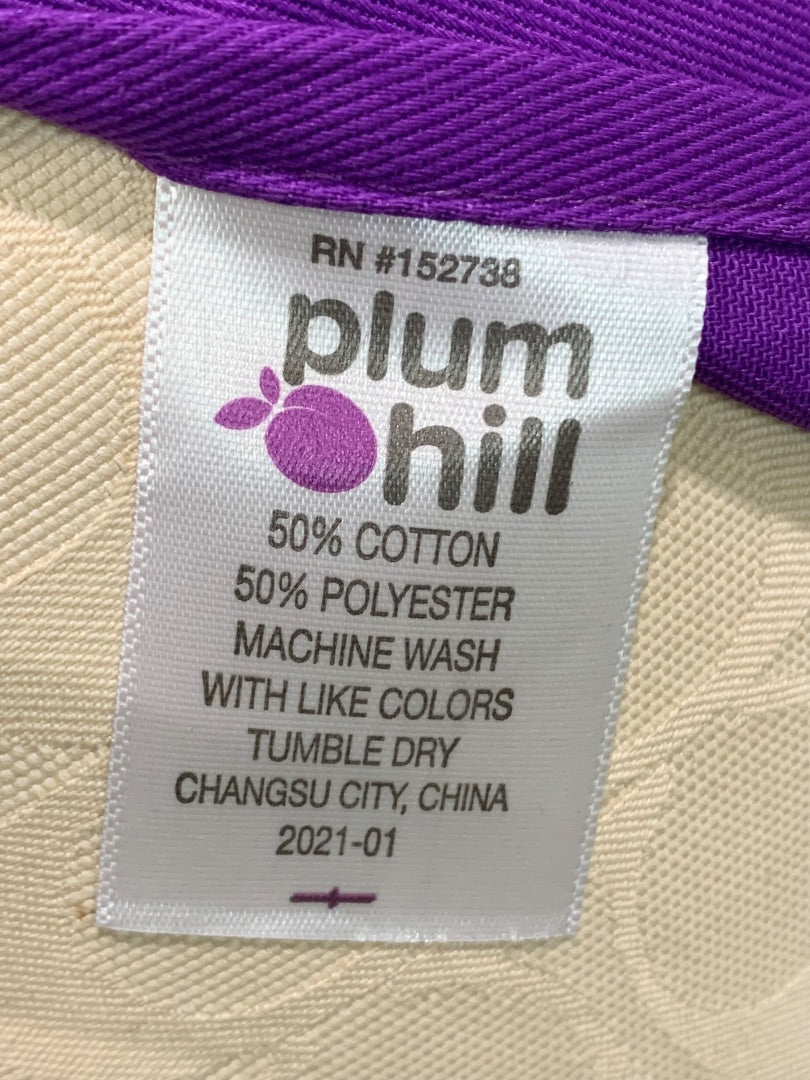 RN #152738
plum
hill
50% COTTON
50% POLYESTER
MACHINE WASH
WITH LIKE COLORS
TUMBLE DRY
CHANGSU CITY, CHINA
2021-01